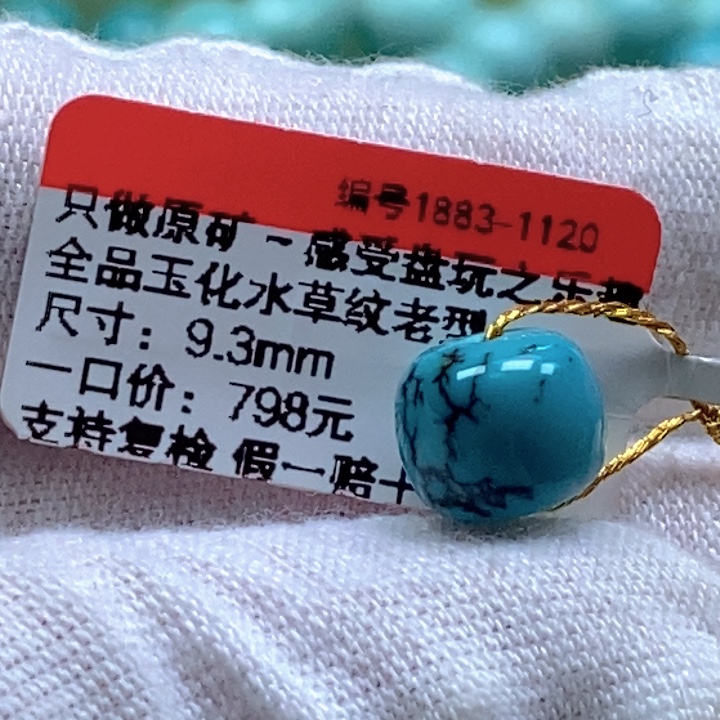 编号1883-1120
只做原矿~感受盘玩之乐趣
全品玉化水草纹老型
尺寸：9.3mm
一口价：798元
支持复检 假一赔十